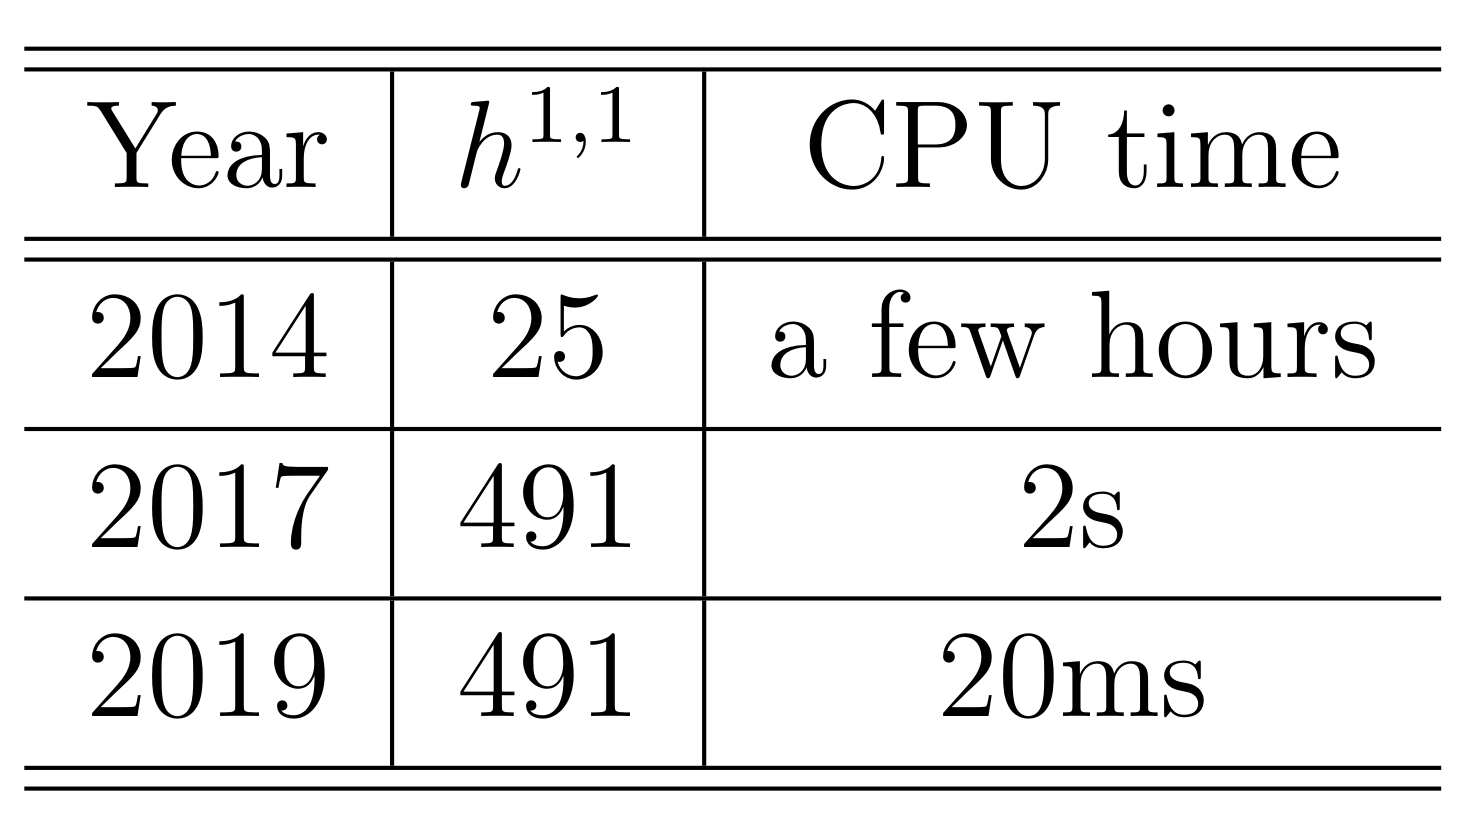 Year h^{1,1} CPU time
2014 25 a few hours
2017 491 2s
2019 491 20ms